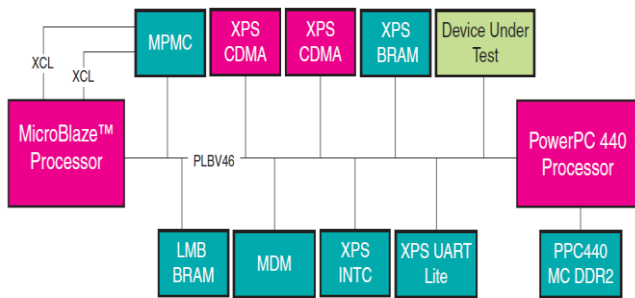 MPMC
XPS
CDMA
XPS
CDMA
XPS
BRAM
Device Under
Test
XCL
XCL
MicroBlaze™
Processor
PLBV46
PowerPC 440
Processor
LMB
BRAM
MDM
XPS
INTC
XPS UART
Lite
PPC440
MC DDR2